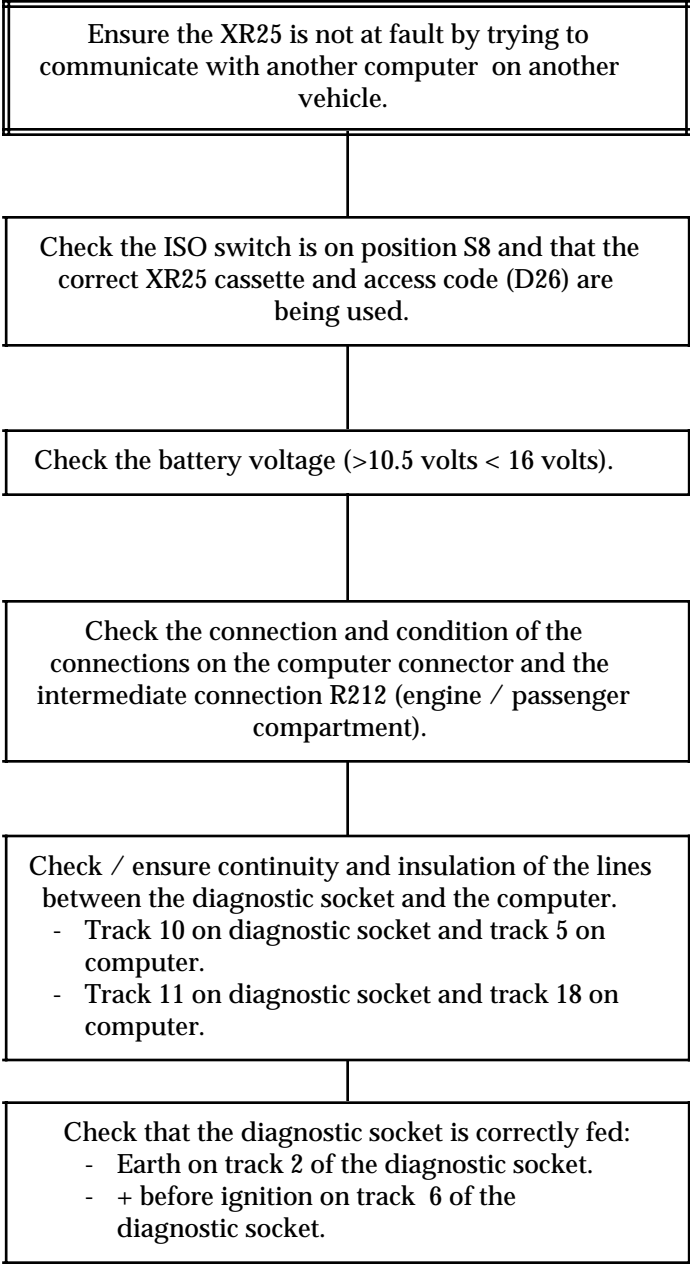 Ensure the XR25 is not at fault by trying to
communicate with another computer on another
vehicle.
Check the ISO switch is on position S8 and that the
correct XR25 cassette and access code (D26) are
being used.
Check the battery voltage (>10.5 volts < 16 volts).
Check the connection and condition of the
connections on the computer connector and the
intermediate connection R212 (engine / passenger
compartment).
Check / ensure continuity and insulation of the lines
between the diagnostic socket and the computer.
- Track 10 on diagnostic socket and track 5 on
computer.
- Track 11 on diagnostic socket and track 18 on
computer.
Check that the diagnostic socket is correctly fed:
- Earth on track 2 of the diagnostic socket.
- + before ignition on track 6 of the
diagnostic socket.